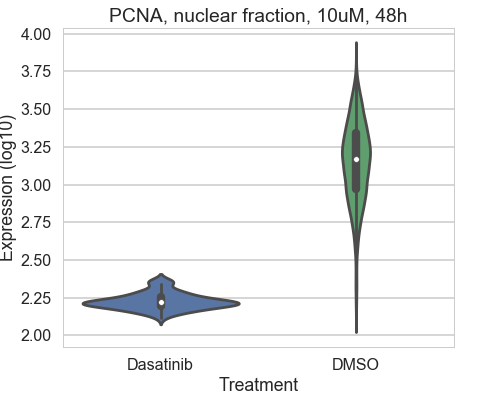 PCNA, nuclear fraction, 10uM, 48h
4.00
3.75
3.50
3.25
3.00
2.75
2.50
2.25
2.00
Expression (log10)
Dasatinib DMSO
Treatment